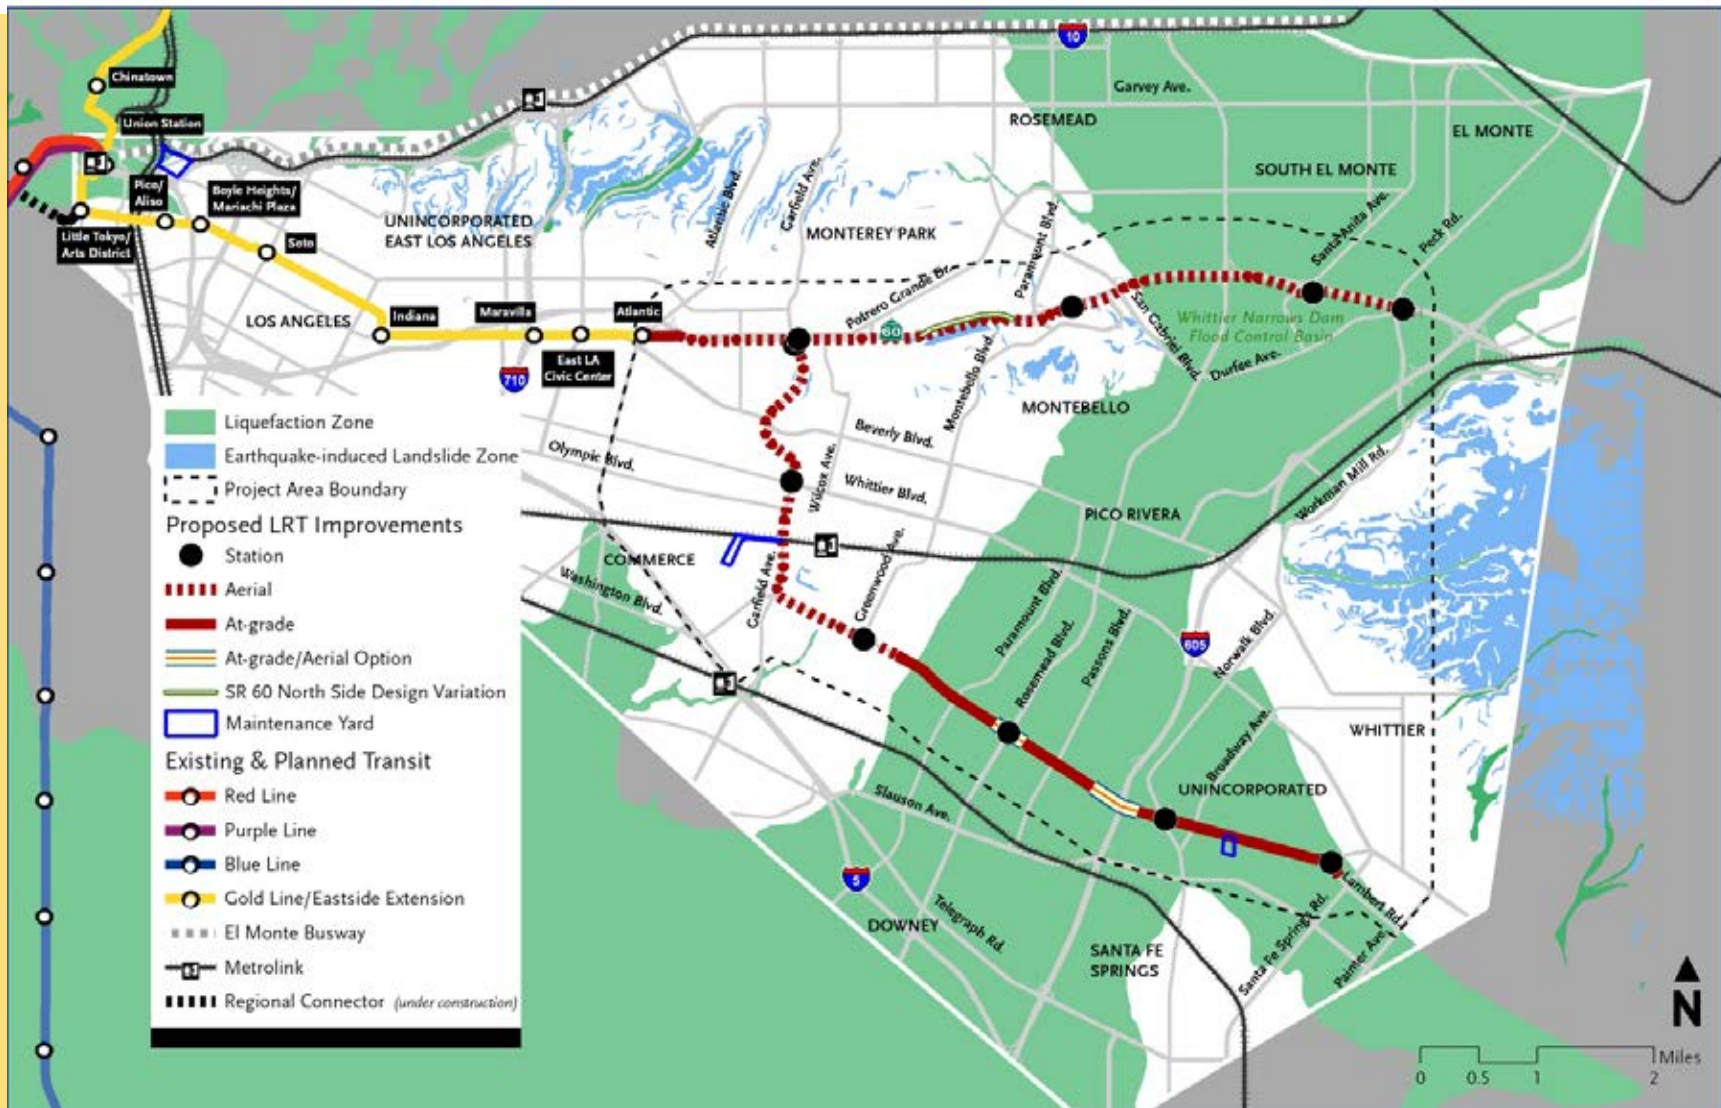 Chinatown
Union Station
Pico/
Aliso
Boyle Heights/
Mariachi Plaza
Little Tokyo/
Arts District
Soto
Indiana
Maravilla
East LA
Civic Center
Atlantic
LOS ANGELES
UNINCORPORATED
EAST LOS ANGELES
710
10
Garvey Ave.
ROSEMEAD
EL MONTE
SOUTH EL MONTE
MONTEREY PARK
Atlantic Blvd.
Garfield Ave.
Potrero Grande Dr.
Paramount Blvd.
Santa Anita Ave.
Peck Rd.
60
San Gabriel Blvd.
Whittier Narrows Dam
Flood Control Basin
Durfee Ave.
Montebello Blvd.
MONTEBELLO
Beverly Blvd.
Olympic Blvd.
Wilcox Ave.
Whittier Blvd.
Workman Mill Rd.
PICO RIVERA
COMMERCE
Washington Blvd.
Garfield Ave.
Greenwood Ave.
Paramount Blvd.
Rosemead Blvd.
Passons Blvd.
605
Norwalk Blvd.
Broadway Ave.
WHITTIER
UNINCORPORATED
Slauson Ave.
5
DOWNEY
Telegraph Rd.
SANTA FE
SPRINGS
Santa Fe Springs Rd.
Lambert Rd.
Painter Ave.
Liquefaction Zone
Earthquake-induced Landslide Zone
Project Area Boundary
Proposed LRT Improvements
Station
Aerial
At-grade
At-grade/Aerial Option
SR 60 North Side Design Variation
Maintenance Yard
Existing & Planned Transit
Red Line
Purple Line
Blue Line
Gold Line/Eastside Extension
El Monte Busway
Metrolink
Regional Connector (under construction)
N
Miles
0 0.5 1 2